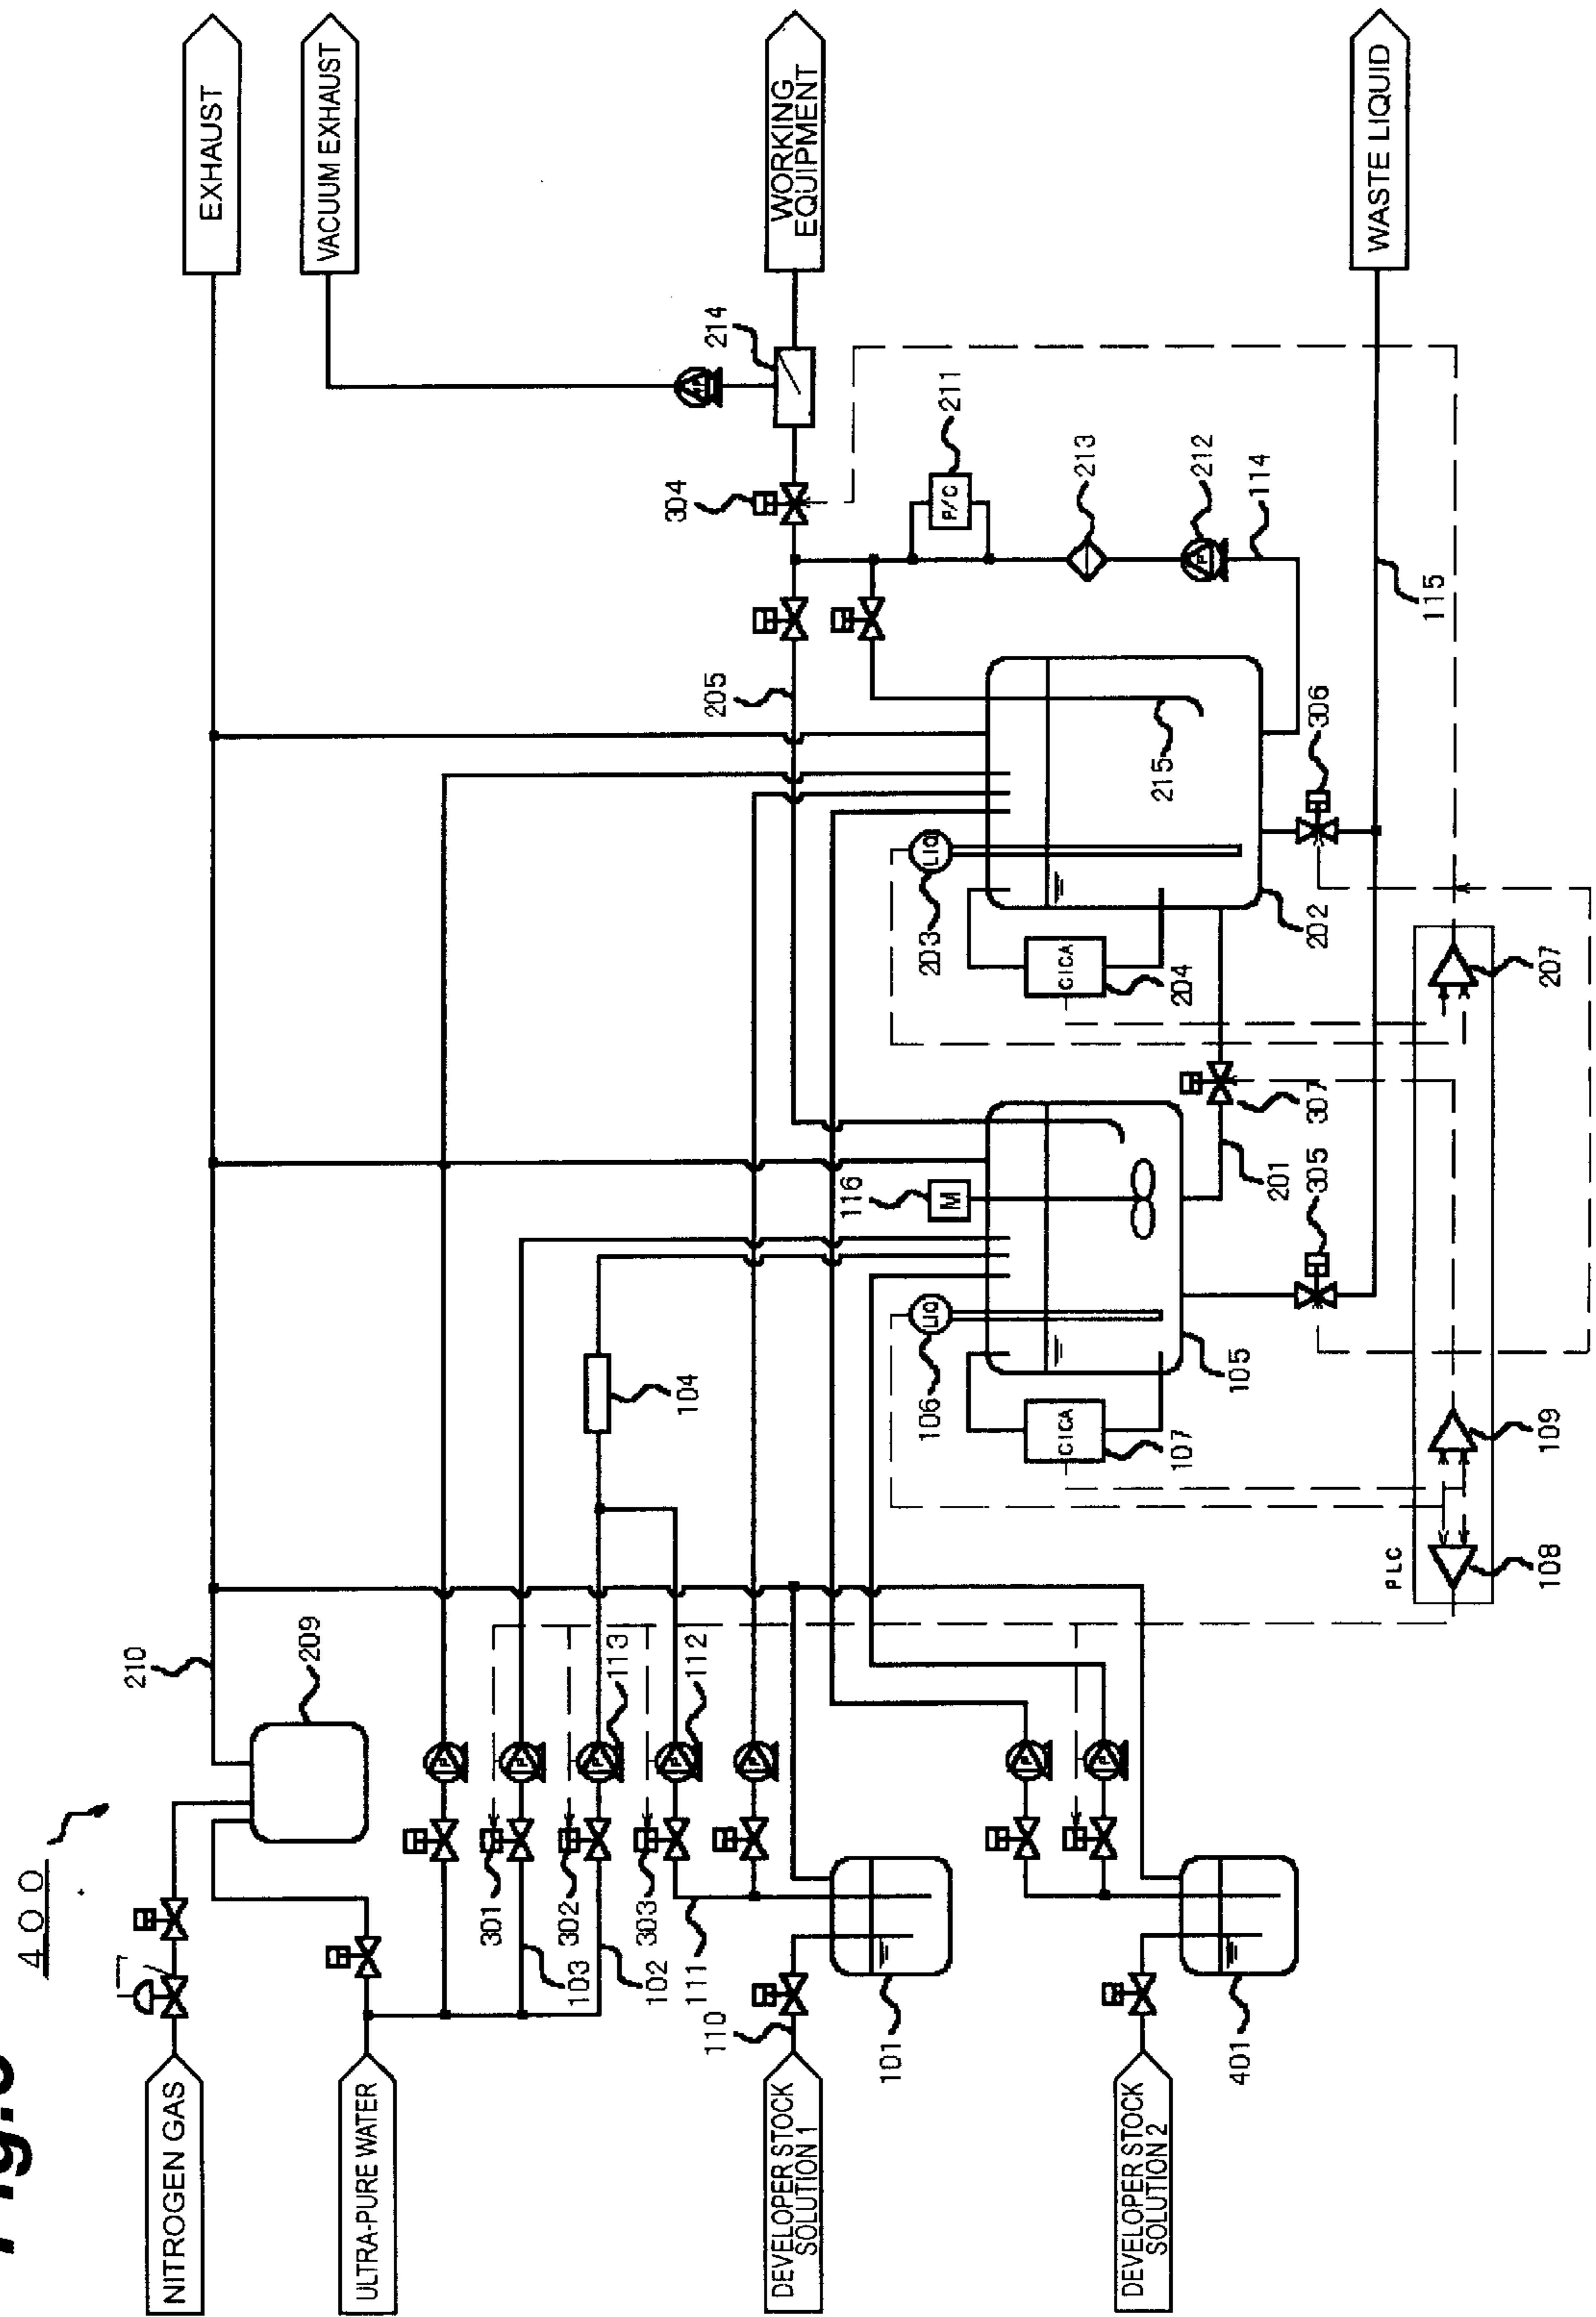 400
NITROGEN GAS
ULTRA-PURE WATER
DEVELOPER STOCK
SOLUTION 1
DEVELOPER STOCK
SOLUTION 2
EXHAUST
VACUUM EXHAUST
WORKING
EQUIPMENT
WASTE LIQUID
210
209
301
302
303
103
102
111
110
101
401
113
112
P
P
P
P
P
P
P
104
PLC
108
109
207
106
LIQ
107
CICA
105
116
M
201
305
307
203
LIQ
204
CICA
202
205
215
306
304
214
211
P/C
213
212
P
114
115